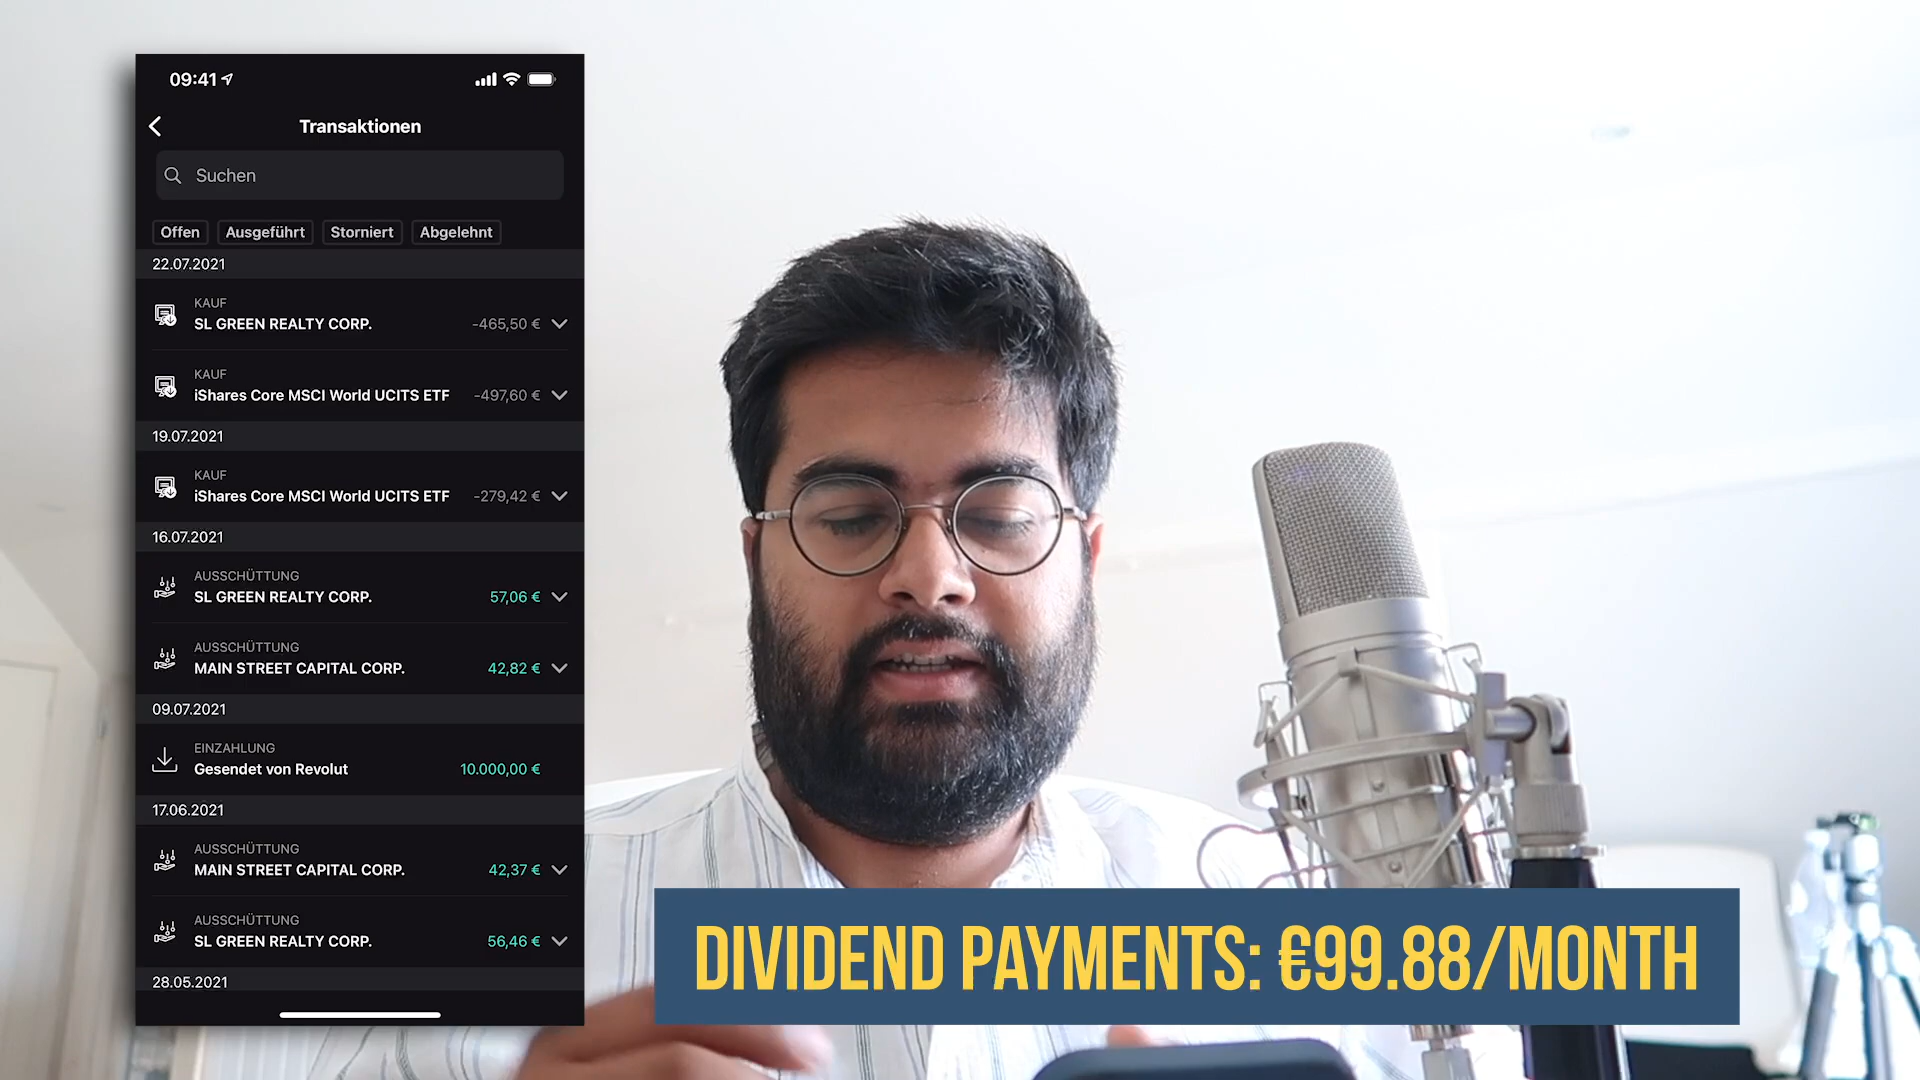 09:41
Transaktionen
Suchen
Offen Ausgeführt Storniert Abgelehnt
22.07.2021
KAUF
SL GREEN REALTY CORP. -465,50 €
KAUF
iShares Core MSCI World UCITS ETF -497,60 €
19.07.2021
KAUF
iShares Core MSCI World UCITS ETF -279,42 €
16.07.2021
AUSSCHÜTTUNG
SL GREEN REALTY CORP. 57,06 €
AUSSCHÜTTUNG
MAIN STREET CAPITAL CORP. 42,82 €
09.07.2021
EINZAHLUNG
Gesendet von Revolut 10.000,00 €
17.06.2021
AUSSCHÜTTUNG
MAIN STREET CAPITAL CORP. 42,37 €
AUSSCHÜTTUNG
SL GREEN REALTY CORP. 56,46 €
28.05.2021
DIVIDEND PAYMENTS: €99.88/MONTH